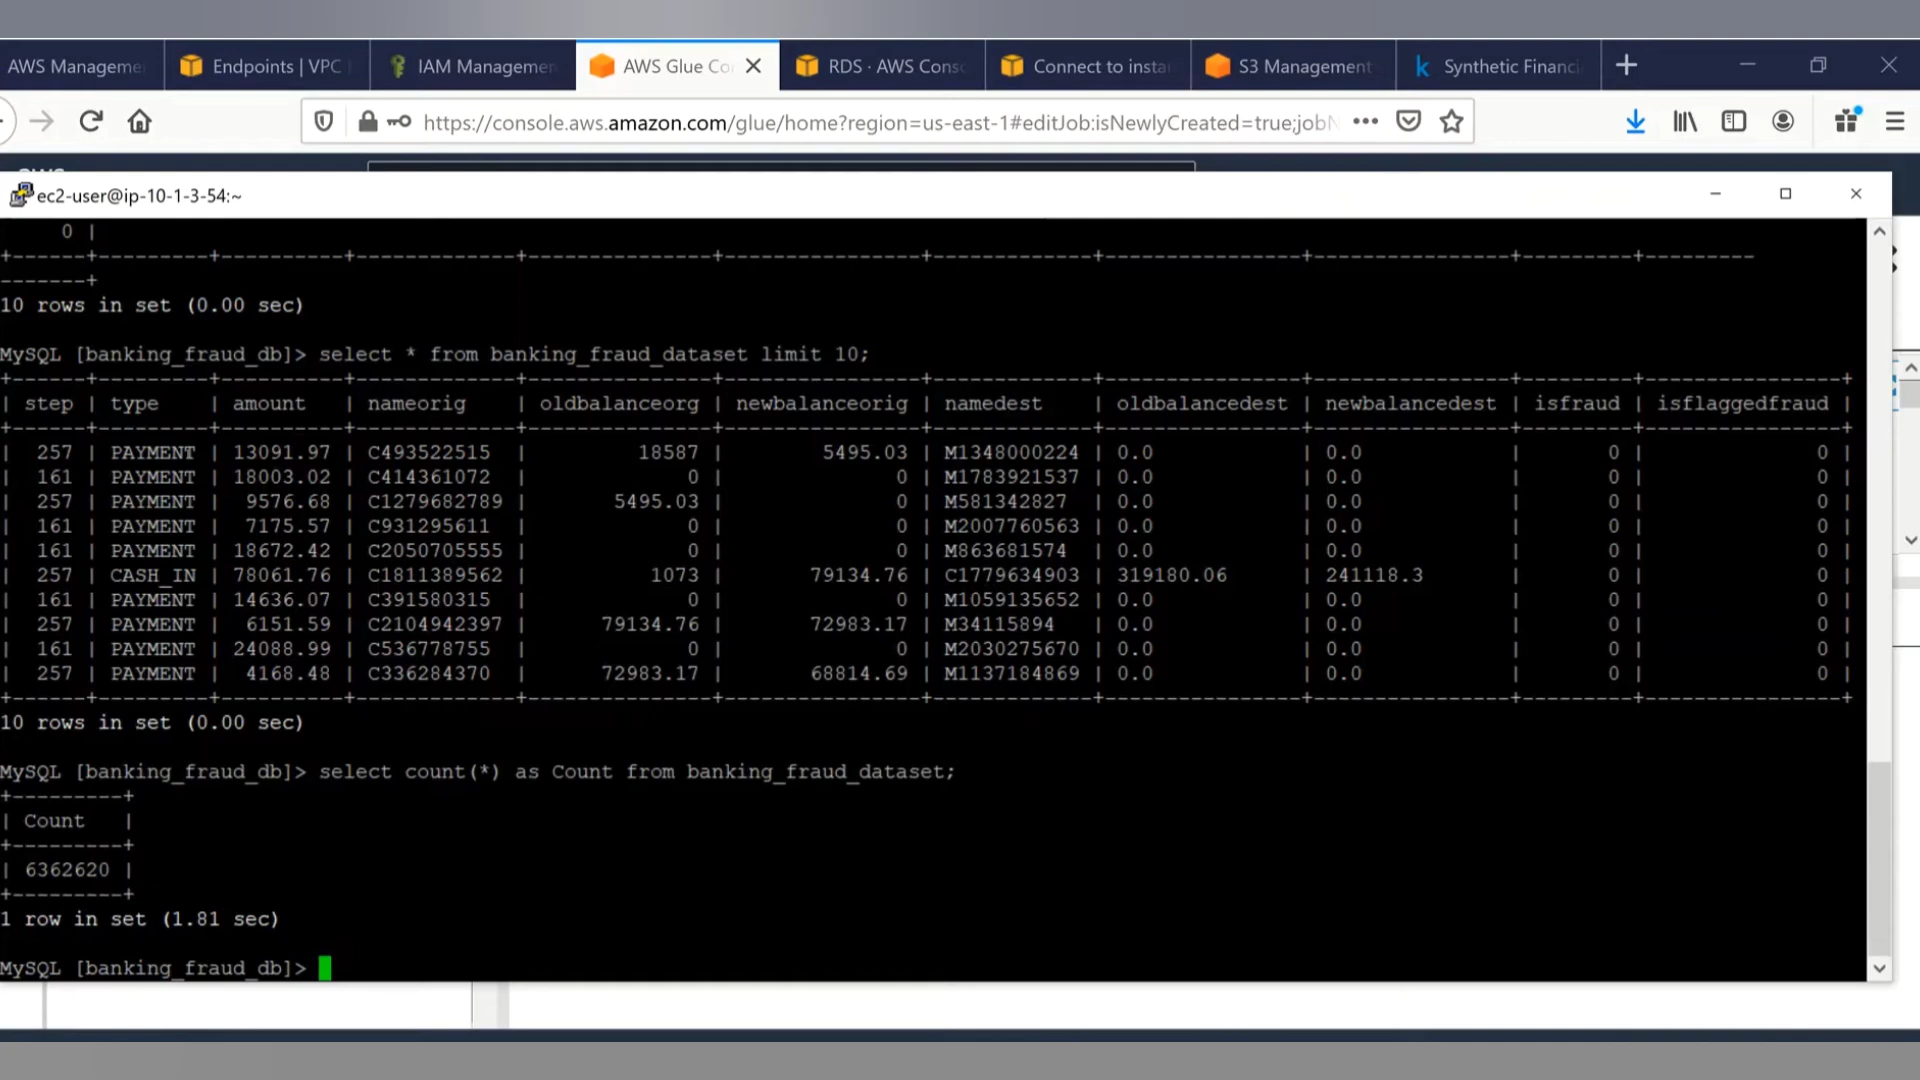 AWS Manageme
Endpoints | VPC
IAM Managemen
AWS Glue Co
RDS · AWS Conso
Connect to insta
S3 Management
Synthetic Financi
https://console.aws.amazon.com/glue/home?region=us-east-1#editJob:isNewlyCreated=true;jobN
ec2-user@ip-10-1-3-54:~
0 |
+------+---------+-----------+-------------+---------------+----------------+-------------+----------------+----------------+---------+---------
-------+
10 rows in set (0.00 sec)
MySQL [banking_fraud_db]> select * from banking_fraud_dataset limit 10;
+------+---------+----------+-------------+---------------+----------------+-------------+----------------+----------------+---------+----------------+
| step | type | amount | nameorig | oldbalanceorg | newbalanceorig | namedest | oldbalancedest | newbalancedest | isfraud | isflaggedfraud |
+------+---------+----------+-------------+---------------+----------------+-------------+----------------+----------------+---------+----------------+
| 257 | PAYMENT | 13091.97 | C493522515 | 18587 | 5495.03 | M1348000224 | 0.0 | 0.0 | 0 | 0 |
| 161 | PAYMENT | 18003.02 | C414361072 | 0 | 0 | M1783921537 | 0.0 | 0.0 | 0 | 0 |
| 257 | PAYMENT | 9576.68 | C1279682789 | 5495.03 | 0 | M581342827 | 0.0 | 0.0 | 0 | 0 |
| 161 | PAYMENT | 7175.57 | C931295611 | 0 | 0 | M2007760563 | 0.0 | 0.0 | 0 | 0 |
| 161 | PAYMENT | 18672.42 | C2050705555 | 0 | 0 | M863681574 | 0.0 | 0.0 | 0 | 0 |
| 257 | CASH_IN | 78061.76 | C1811389562 | 1073 | 79134.76 | C1779634903 | 319180.06 | 241118.3 | 0 | 0 |
| 161 | PAYMENT | 14636.07 | C391580315 | 0 | 0 | M1059135652 | 0.0 | 0.0 | 0 | 0 |
| 257 | PAYMENT | 6151.59 | C2104942397 | 79134.76 | 72983.17 | M34115894 | 0.0 | 0.0 | 0 | 0 |
| 161 | PAYMENT | 24088.99 | C536778755 | 0 | 0 | M2030275670 | 0.0 | 0.0 | 0 | 0 |
| 257 | PAYMENT | 4168.48 | C336284370 | 72983.17 | 68814.69 | M1137184869 | 0.0 | 0.0 | 0 | 0 |
+------+---------+----------+-------------+---------------+----------------+-------------+----------------+----------------+---------+----------------+
10 rows in set (0.00 sec)
MySQL [banking_fraud_db]> select count(*) as Count from banking_fraud_dataset;
+---------+
| Count |
+---------+
| 6362620 |
+---------+
1 row in set (1.81 sec)
MySQL [banking_fraud_db]>